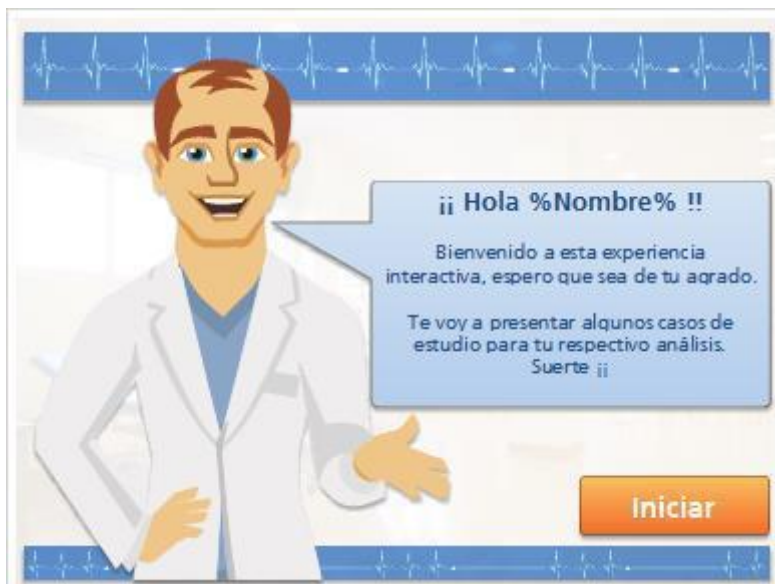 ¡¡ Hola %Nombre% !!
Bienvenido a esta experiencia
interactiva, espero que sea de tu agrado.
Te voy a presentar algunos casos de
estudio para tu respectivo análisis.
Suerte ¡¡
Iniciar